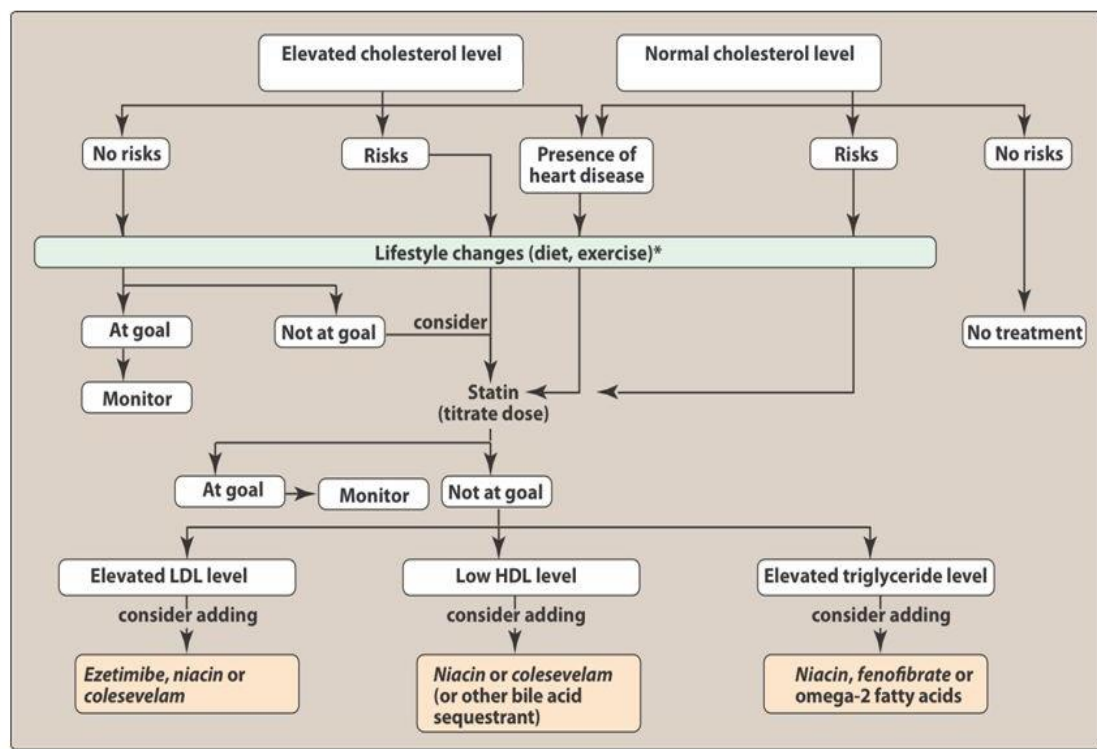 Elevated cholesterol level
Normal cholesterol level
No risks
Risks
Presence of
heart disease
Risks
No risks
Lifestyle changes (diet, exercise)*
At goal
Not at goal
consider
No treatment
Monitor
Statin
(titrate dose)
At goal
Monitor
Not at goal
Elevated LDL level
Low HDL level
Elevated triglyceride level
consider adding
consider adding
consider adding
Ezetimibe, niacin or
colesevelam
Niacin or colesevelam
(or other bile acid
sequestrant)
Niacin, fenofibrate or
omega-2 fatty acids